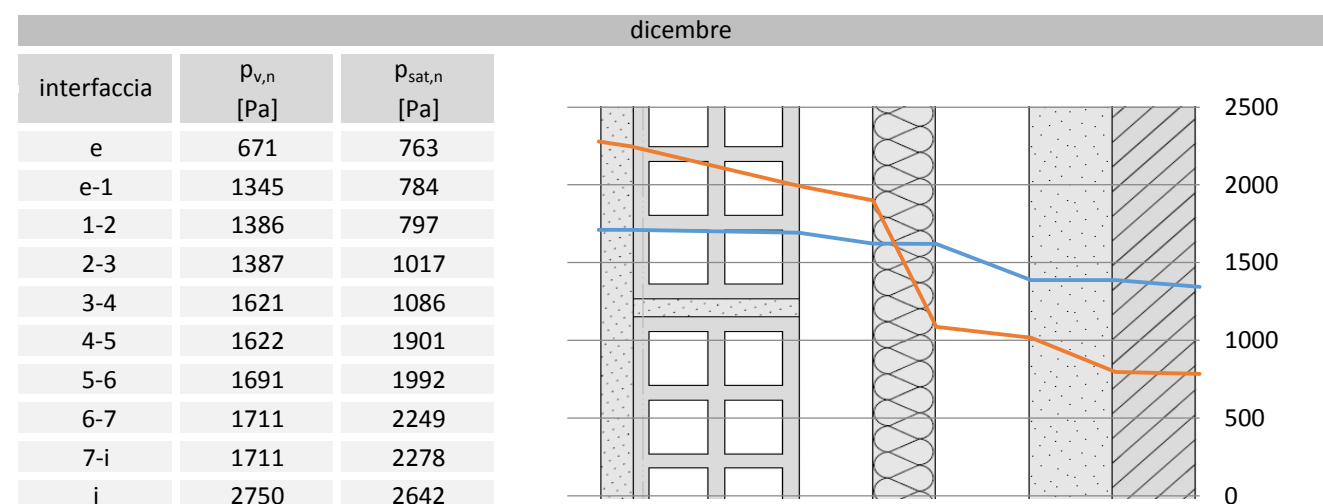 dicembre
interfaccia pv,n [Pa] psat,n [Pa]
e 671 763
e-1 1345 784
1-2 1386 797
2-3 1387 1017
3-4 1621 1086
4-5 1622 1901
5-6 1691 1992
6-7 1711 2249
7-i 1711 2278
i 2750 2642
2500
2000
1500
1000
500
0